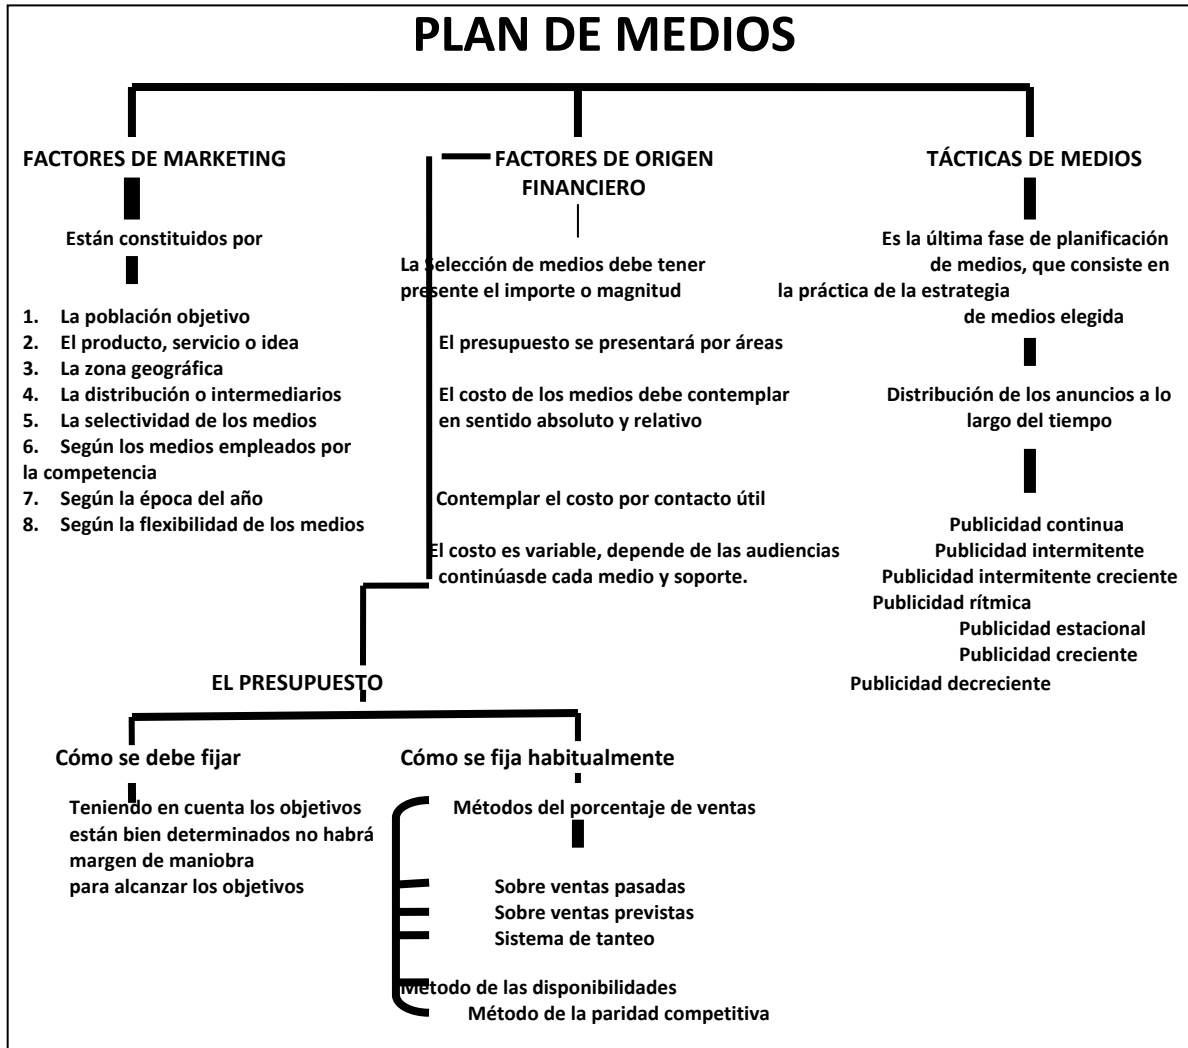 PLAN DE MEDIOS
FACTORES DE MARKETING
Están constituidos por
1. La población objetivo
2. El producto, servicio o idea
3. La zona geográfica
4. La distribución o intermediarios
5. La selectividad de los medios
6. Según los medios empleados por
la competencia
7. Según la época del año
8. Según la flexibilidad de los medios
FACTORES DE ORIGEN
FINANCIERO
La Selección de medios debe tener
presente el importe o magnitud
El presupuesto se presentará por áreas
El costo de los medios debe contemplar
en sentido absoluto y relativo
Contemplar el costo por contacto útil
El costo es variable, depende de las audiencias
continúasde cada medio y soporte.
TÁCTICAS DE MEDIOS
Es la última fase de planificación
de medios, que consiste en
la práctica de la estrategia
de medios elegida
Distribución de los anuncios a lo
largo del tiempo
Publicidad continua
Publicidad intermitente
Publicidad intermitente creciente
Publicidad rítmica
Publicidad estacional
Publicidad creciente
Publicidad decreciente
EL PRESUPUESTO
Cómo se debe fijar
Teniendo en cuenta los objetivos
están bien determinados no habrá
margen de maniobra
para alcanzar los objetivos
Cómo se fija habitualmente
Métodos del porcentaje de ventas
Sobre ventas pasadas
Sobre ventas previstas
Sistema de tanteo
Método de las disponibilidades
Método de la paridad competitiva